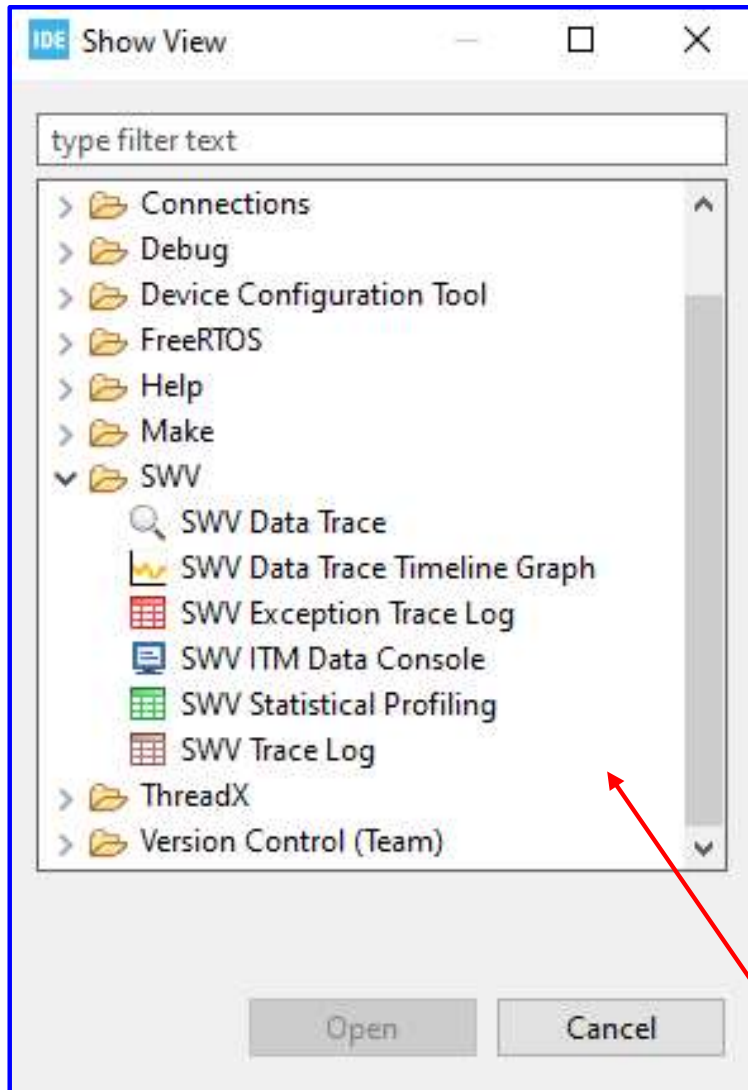 IDE Show View
type filter text
Connections
Debug
Device Configuration Tool
FreeRTOS
Help
Make
SWV
SWV Data Trace
SWV Data Trace Timeline Graph
SWV Exception Trace Log
SWV ITM Data Console
SWV Statistical Profiling
SWV Trace Log
ThreadX
Version Control (Team)
Open Cancel